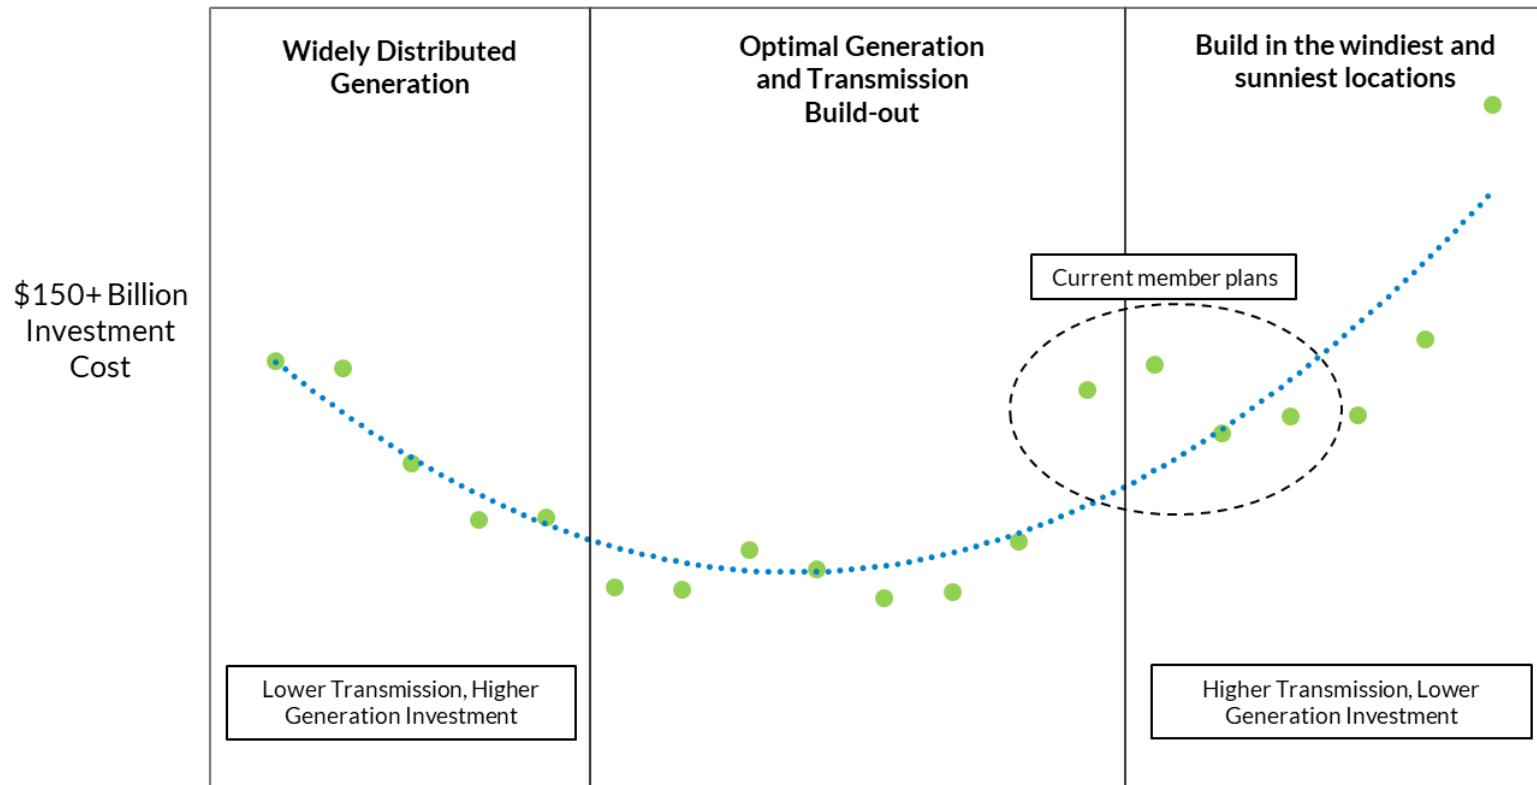 Widely Distributed
Generation
Optimal Generation
and Transmission
Build-out
Build in the windiest and
sunniest locations
$150+ Billion
Investment
Cost
Current member plans
Lower Transmission, Higher
Generation Investment
Higher Transmission, Lower
Generation Investment